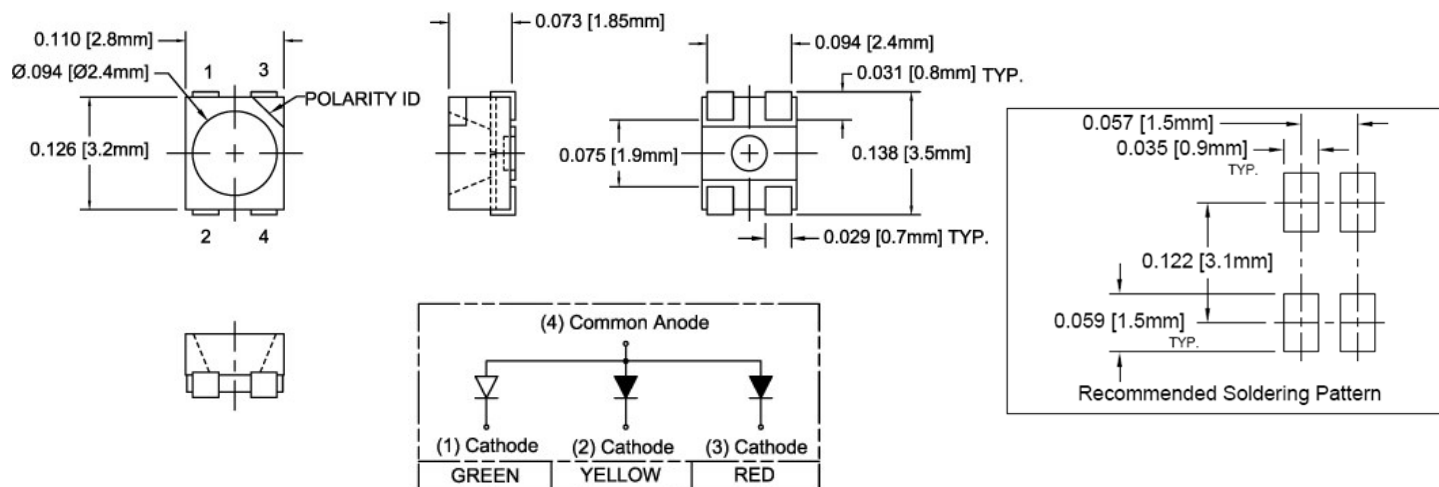 0.110 [2.8mm]
Ø.094 [Ø2.4mm]
1 3
POLARITY ID
0.126 [3.2mm]
2 4
0.073 [1.85mm]
0.094 [2.4mm]
0.031 [0.8mm] TYP.
0.075 [1.9mm]
0.138 [3.5mm]
0.029 [0.7mm] TYP.
0.057 [1.5mm]
0.035 [0.9mm]
TYP.
0.122 [3.1mm]
0.059 [1.5mm]
TYP.
Recommended Soldering Pattern
(4) Common Anode
(1) Cathode (2) Cathode (3) Cathode
GREEN YELLOW RED